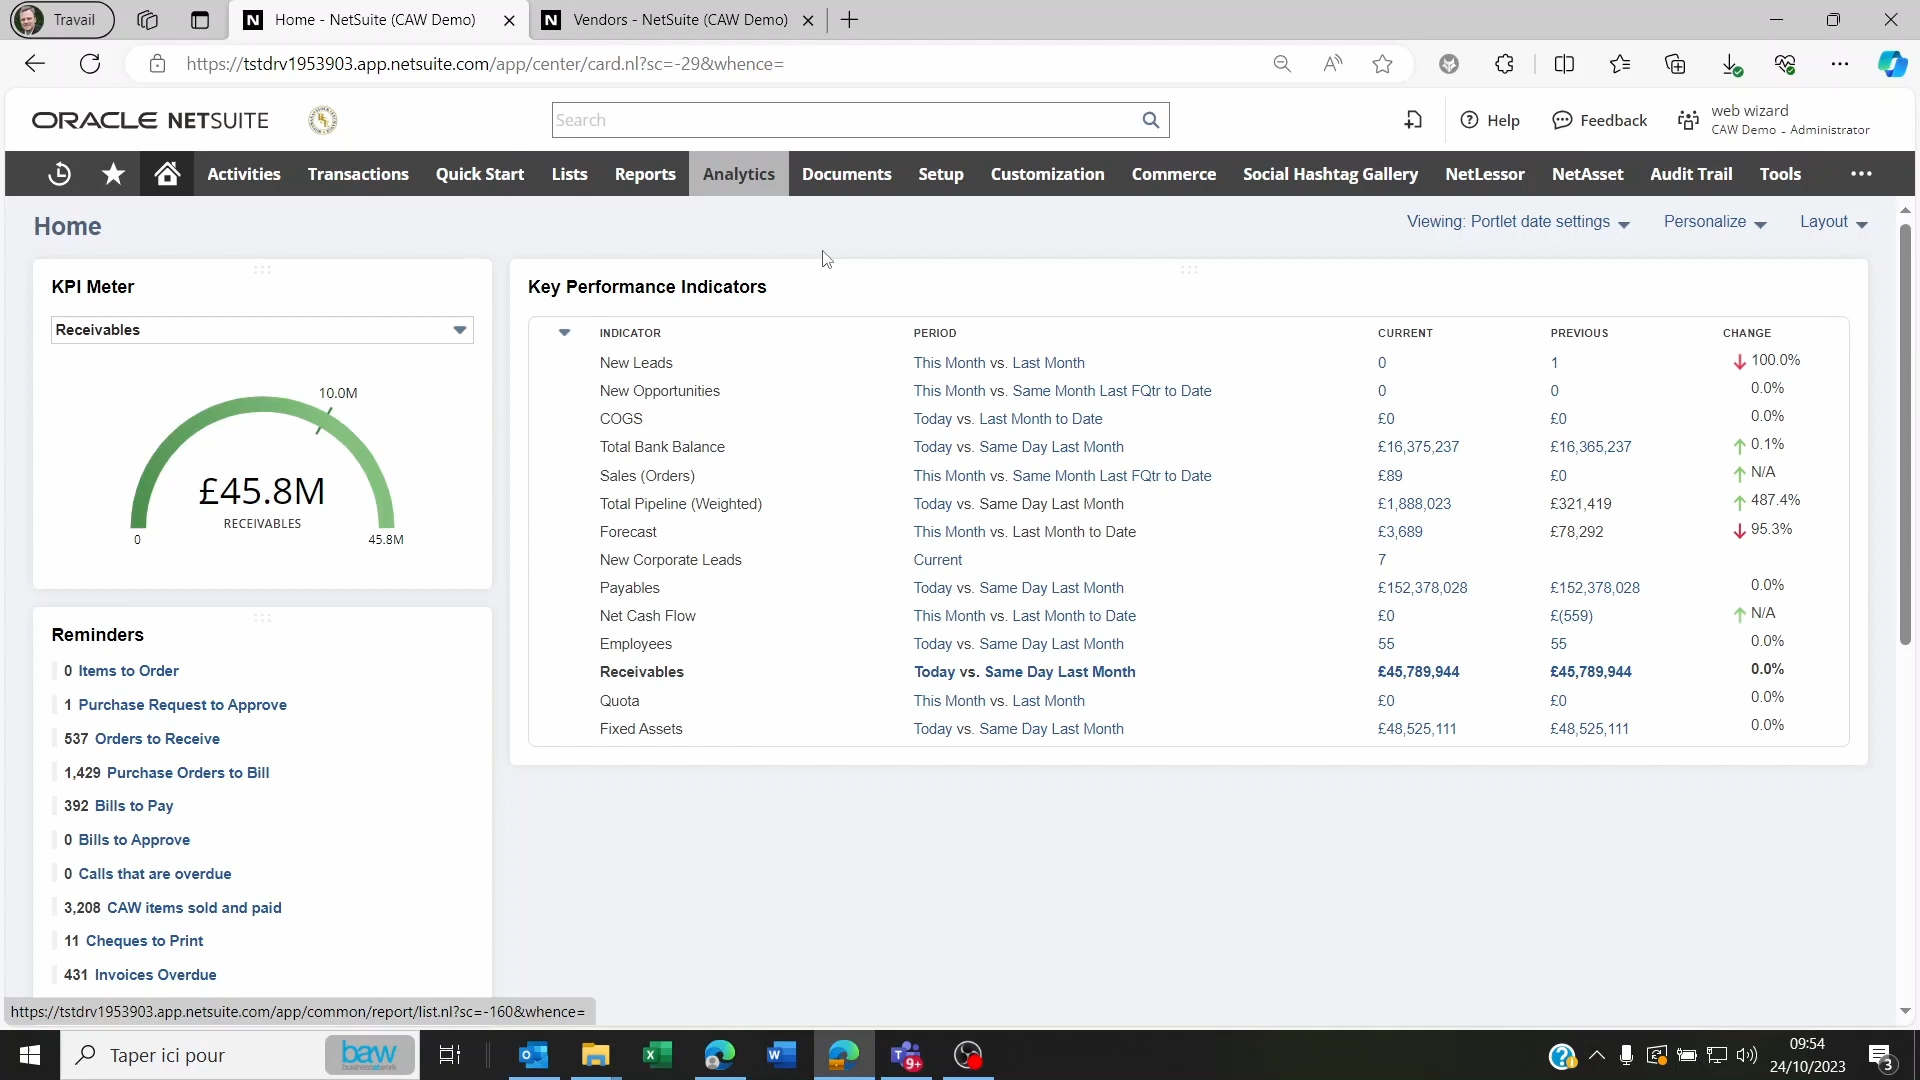 Travail
Home - NetSuite (CAW Demo)
Vendors - NetSuite (CAW Demo)
https://tstdrv1953903.app.netsuite.com/app/center/card.nl?sc=-29&whence=
ORACLE NETSUITE
Search
Help
Feedback
web wizard
CAW Demo - Administrator
Activities Transactions Quick Start Lists Reports Analytics Documents Setup Customization Commerce Social Hashtag Gallery NetLessor NetAsset Audit Trail Tools
Home
Viewing: Portlet date settings Personalize Layout
KPI Meter
Receivables
10.0M
£45.8M
RECEIVABLES
0 45.8M
Key Performance Indicators
INDICATOR PERIOD CURRENT PREVIOUS CHANGE
New Leads This Month vs. Last Month 0 1 100.0%
New Opportunities This Month vs. Same Month Last FQtr to Date 0 0 0.0%
COGS Today vs. Last Month to Date £0 £0 0.0%
Total Bank Balance Today vs. Same Day Last Month £16,375,237 £16,365,237 0.1%
Sales (Orders) This Month vs. Same Month Last FQtr to Date £89 £0 N/A
Total Pipeline (Weighted) Today vs. Same Day Last Month £1,888,023 £321,419 487.4%
Forecast This Month vs. Last Month to Date £3,689 £78,292 95.3%
New Corporate Leads Current 7
Payables Today vs. Same Day Last Month £152,378,028 £152,378,028 0.0%
Net Cash Flow This Month vs. Last Month to Date £0 £(559) N/A
Employees Today vs. Same Day Last Month 55 55 0.0%
Receivables Today vs. Same Day Last Month £45,789,944 £45,789,944 0.0%
Quota This Month vs. Last Month £0 £0 0.0%
Fixed Assets Today vs. Same Day Last Month £48,525,111 £48,525,111 0.0%
Reminders
0 Items to Order
1 Purchase Request to Approve
537 Orders to Receive
1,429 Purchase Orders to Bill
392 Bills to Pay
0 Bills to Approve
0 Calls that are overdue
3,208 CAW items sold and paid
11 Cheques to Print
431 Invoices Overdue
https://tstdrv1953903.app.netsuite.com/app/common/report/list.nl?sc=-160&whence=
Taper ici pour
baw
9+
09:54
24/10/2023
3